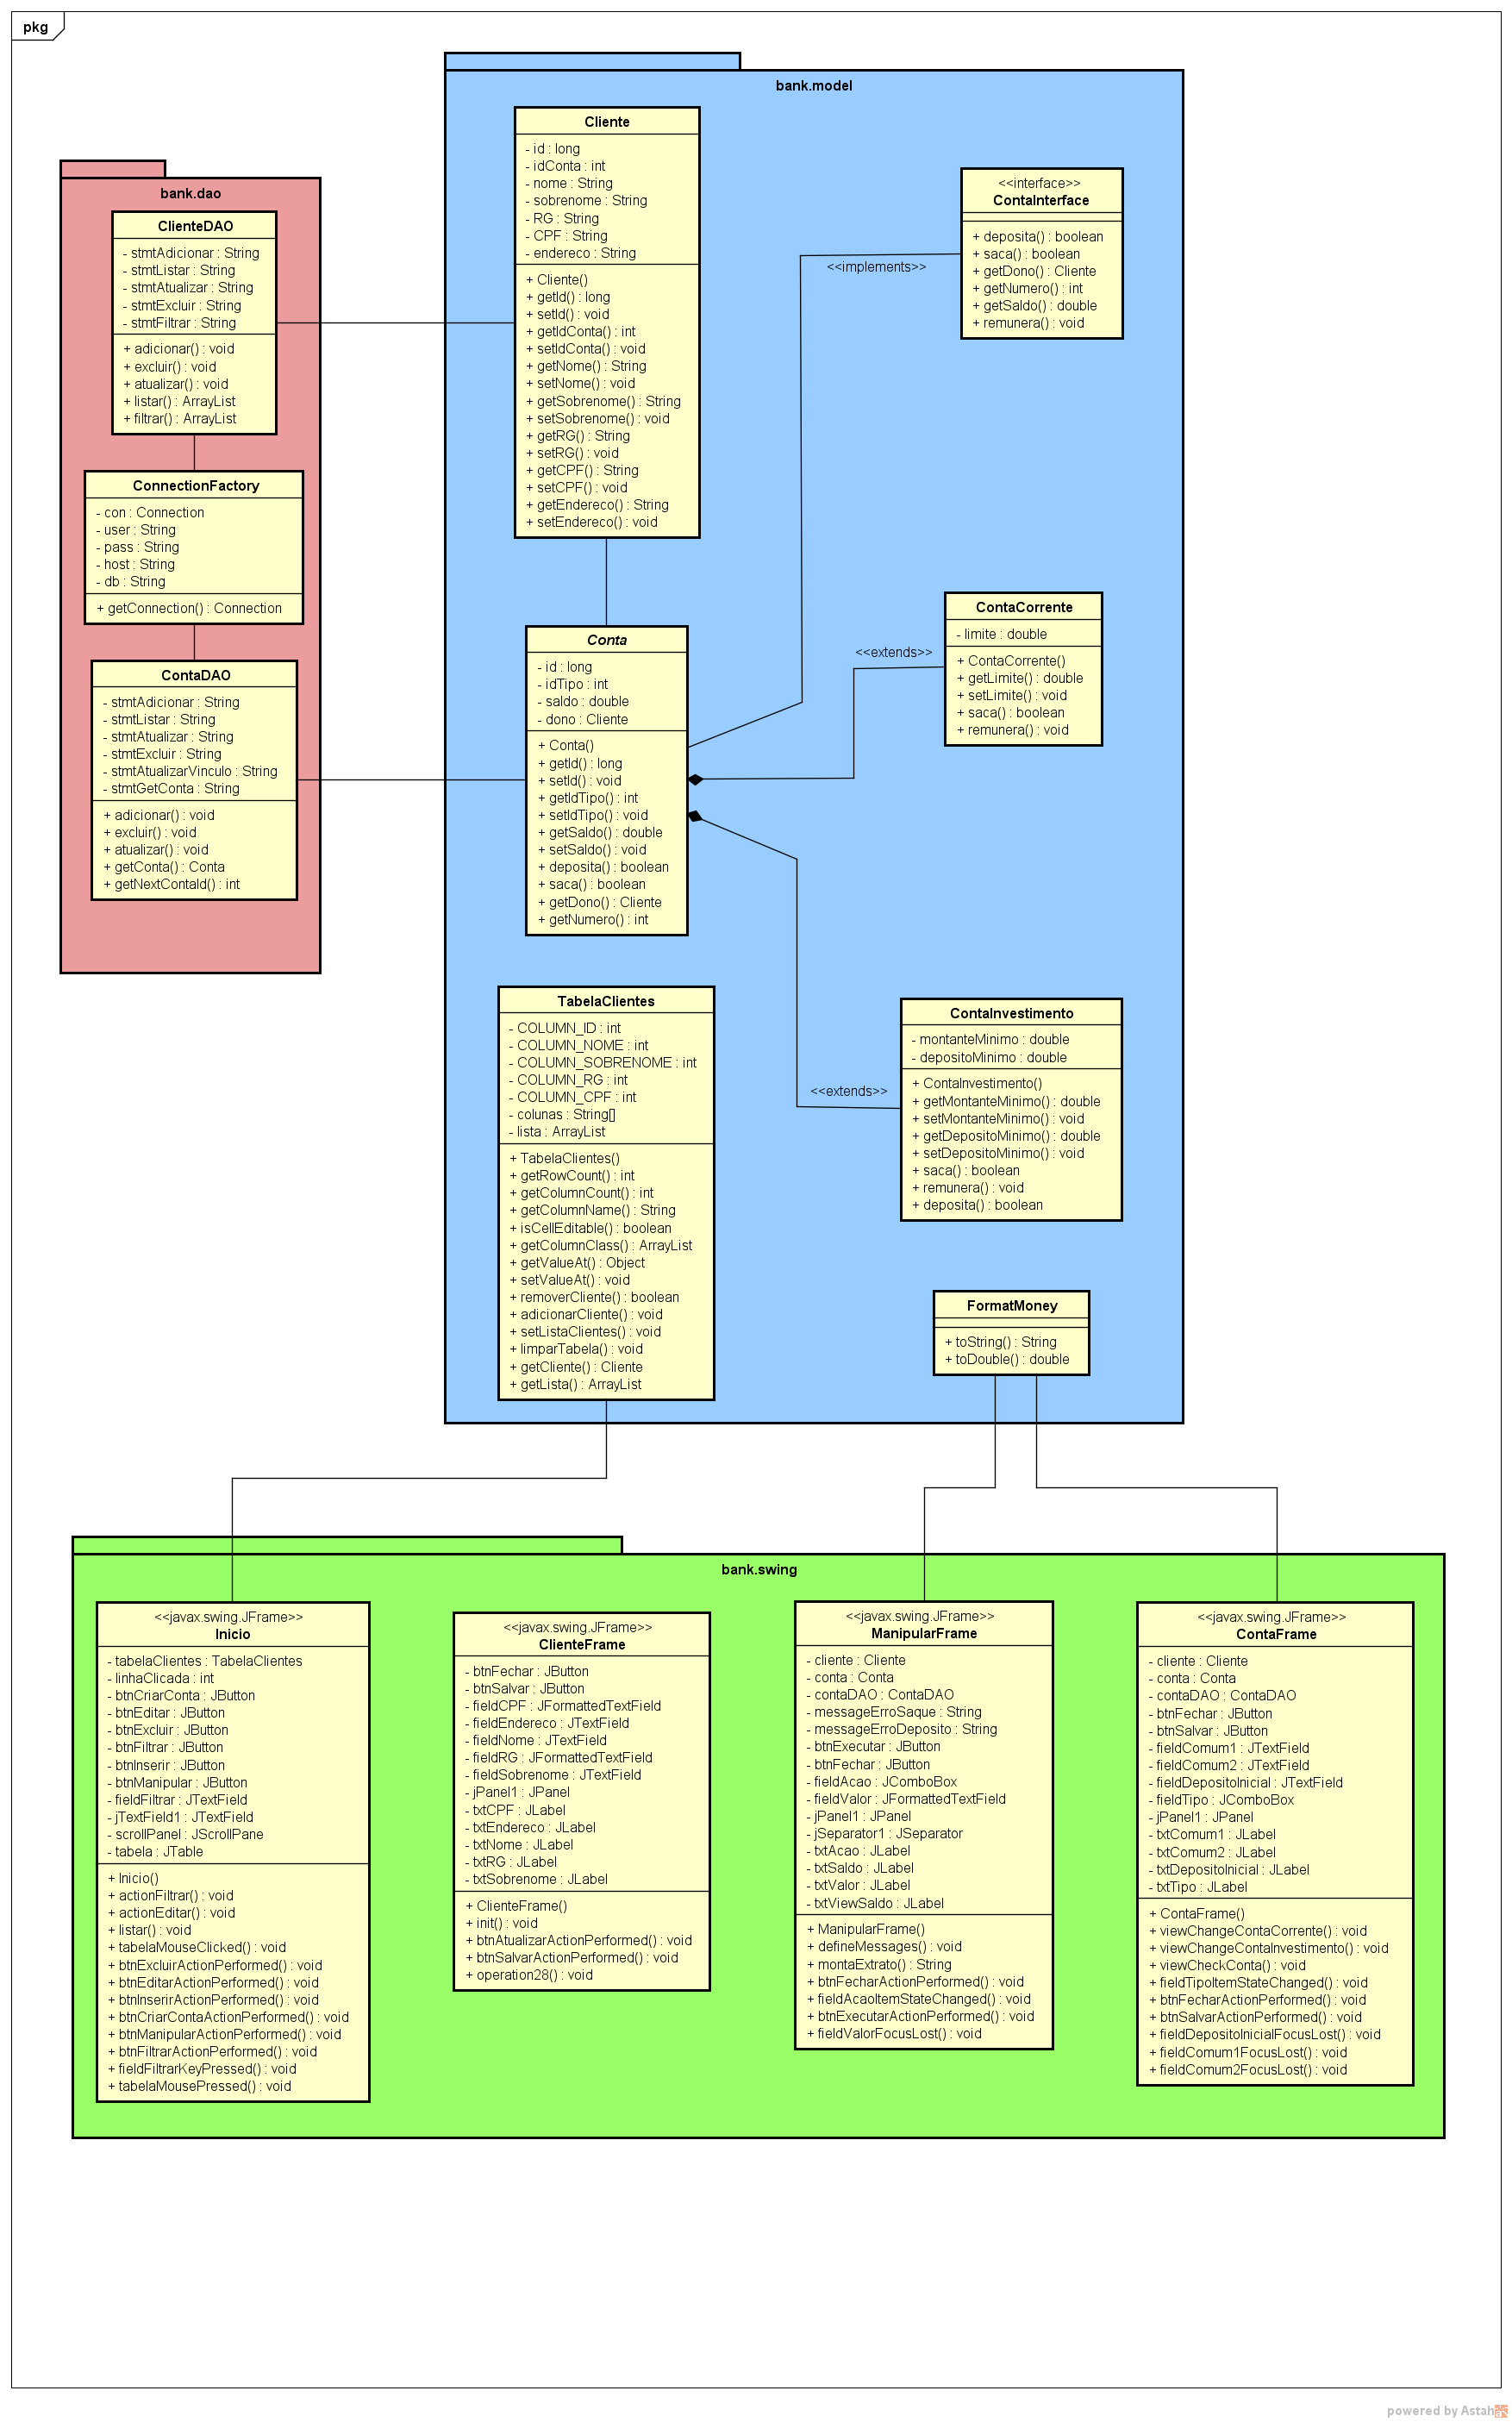 pkg
bank.model
Cliente
- id : long
- idConta : int
- nome : String
- sobrenome : String
- RG : String
- CPF : String
- endereco : String
+ Cliente()
+ getId() : long
+ setId() : void
+ getIdConta() : int
+ setIdConta() : void
+ getNome() : String
+ setNome() : void
+ getSobrenome() : String
+ setSobrenome() : void
+ getRG() : String
+ setRG() : void
+ getCPF() : String
+ setCPF() : void
+ getEndereco() : String
+ setEndereco() : void
<<interface>>
ContaInterface
+ deposita() : boolean
+ saca() : boolean
+ getDono() : Cliente
+ getNumero() : int
+ getSaldo() : double
+ remunera() : void
<<implements>>
bank.dao
ClienteDAO
- stmtAdicionar : String
- stmtListar : String
- stmtAtualizar : String
- stmtExcluir : String
- stmtFiltrar : String
+ adicionar() : void
+ excluir() : void
+ atualizar() : void
+ listar() : ArrayList
+ filtrar() : ArrayList
ConnectionFactory
- con : Connection
- user : String
- pass : String
- host : String
- db : String
+ getConnection() : Connection
ContaDAO
- stmtAdicionar : String
- stmtListar : String
- stmtAtualizar : String
- stmtExcluir : String
- stmtAtualizarVinculo : String
- stmtGetConta : String
+ adicionar() : void
+ excluir() : void
+ atualizar() : void
+ getConta() : Conta
+ getNextContaId() : int
Conta
- id : long
- idTipo : int
- saldo : double
- dono : Cliente
+ Conta()
+ getId() : long
+ setId() : void
+ getIdTipo() : int
+ setIdTipo() : void
+ getSaldo() : double
+ setSaldo() : void
+ deposita() : boolean
+ saca() : boolean
+ getDono() : Cliente
+ getNumero() : int
<<extends>>
ContaCorrente
- limite : double
+ ContaCorrente()
+ getLimite() : double
+ setLimite() : void
+ saca() : boolean
+ remunera() : void
TabelaClientes
- COLUMN_ID : int
- COLUMN_NOME : int
- COLUMN_SOBRENOME : int
- COLUMN_RG : int
- COLUMN_CPF : int
- colunas : String[]
- lista : ArrayList
+ TabelaClientes()
+ getRowCount() : int
+ getColumnCount() : int
+ getColumnName() : String
+ isCellEditable() : boolean
+ getColumnClass() : ArrayList
+ getValueAt() : Object
+ setValueAt() : void
+ removerCliente() : boolean
+ adicionarCliente() : void
+ setListaClientes() : void
+ limparTabela() : void
+ getCliente() : Cliente
+ getLista() : ArrayList
<<extends>>
ContaInvestimento
- montanteMinimo : double
- depositoMinimo : double
+ ContaInvestimento()
+ getMontanteMinimo() : double
+ setMontanteMinimo() : void
+ getDepositoMinimo() : double
+ setDepositoMinimo() : void
+ saca() : boolean
+ remunera() : void
+ deposita() : boolean
FormatMoney
+ toString() : String
+ toDouble() : double
bank.swing
<<javax.swing.JFrame>>
Inicio
- tabelaClientes : TabelaClientes
- linhaClicada : int
- btnCriarConta : JButton
- btnEditar : JButton
- btnExcluir : JButton
- btnFiltrar : JButton
- btnInserir : JButton
- btnManipular : JButton
- fieldFiltrar : JTextField
- jTextField1 : JTextField
- scrollPanel : JScrollPane
- tabela : JTable
+ Inicio()
+ actionFiltrar() : void
+ actionEditar() : void
+ listar() : void
+ tabelaMouseClicked() : void
+ btnExcluirActionPerformed() : void
+ btnEditarActionPerformed() : void
+ btnInserirActionPerformed() : void
+ btnCriarContaActionPerformed() : void
+ btnManipularActionPerformed() : void
+ btnFiltrarActionPerformed() : void
+ fieldFiltrarKeyPressed() : void
+ tabelaMousePressed() : void
<<javax.swing.JFrame>>
ClienteFrame
- btnFechar : JButton
- btnSalvar : JButton
- fieldCPF : JFormattedTextField
- fieldEndereco : JTextField
- fieldNome : JTextField
- fieldRG : JFormattedTextField
- fieldSobrenome : JTextField
- jPanel1 : JPanel
- txtCPF : JLabel
- txtEndereco : JLabel
- txtNome : JLabel
- txtRG : JLabel
- txtSobrenome : JLabel
+ ClienteFrame()
+ init() : void
+ btnAtualizarActionPerformed() : void
+ btnSalvarActionPerformed() : void
+ operation28() : void
<<javax.swing.JFrame>>
ManipularFrame
- cliente : Cliente
- conta : Conta
- contaDAO : ContaDAO
- messageErroSaque : String
- messageErroDeposito : String
- btnExecutar : JButton
- btnFechar : JButton
- fieldAcao : JComboBox
- fieldValor : JFormattedTextField
- jPanel1 : JPanel
- jSeparator1 : JSeparator
- txtAcao : JLabel
- txtSaldo : JLabel
- txtValor : JLabel
- txtViewSaldo : JLabel
+ ManipularFrame()
+ defineMessages() : void
+ montaExtrato() : String
+ btnFecharActionPerformed() : void
+ fieldAcaoItemStateChanged() : void
+ btnExecutarActionPerformed() : void
+ fieldValorFocusLost() : void
<<javax.swing.JFrame>>
ContaFrame
- cliente : Cliente
- conta : Conta
- contaDAO : ContaDAO
- btnFechar : JButton
- btnSalvar : JButton
- fieldComum1 : JTextField
- fieldComum2 : JTextField
- fieldDepositoInicial : JTextField
- fieldTipo : JComboBox
- jPanel1 : JPanel
- txtComum1 : JLabel
- txtComum2 : JLabel
- txtDepositoInicial : JLabel
- txtTipo : JLabel
+ ContaFrame()
+ viewChangeContaCorrente() : void
+ viewChangeContaInvestimento() : void
+ viewCheckConta() : void
+ fieldTipoItemStateChanged() : void
+ btnFecharActionPerformed() : void
+ btnSalvarActionPerformed() : void
+ fieldDepositoInicialFocusLost() : void
+ fieldComum1FocusLost() : void
+ fieldComum2FocusLost() : void
powered by Astah